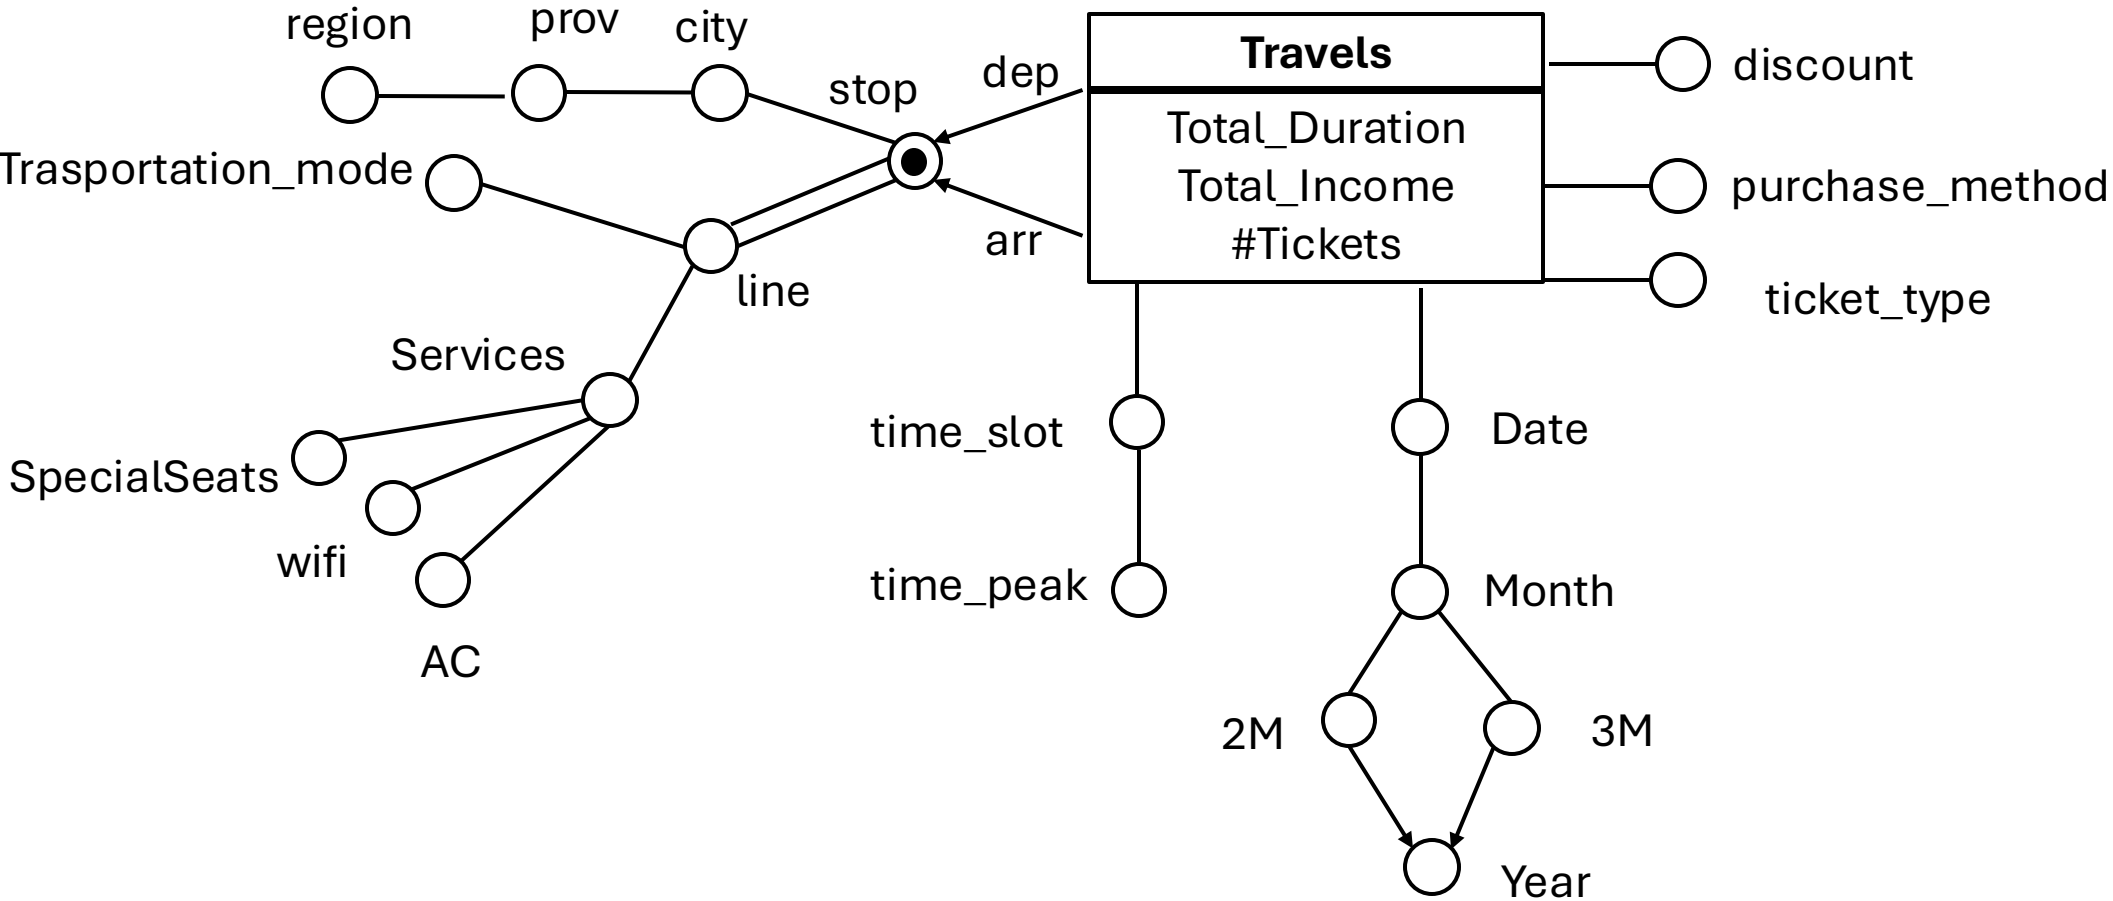 region
prov
city
stop
dep
Travels
discount
Total_Duration
Trasportation_mode
Total_Income
purchase_method
arr
#Tickets
line
ticket_type
Services
time_slot
Date
SpecialSeats
wifi
time_peak
Month
AC
2M
3M
Year